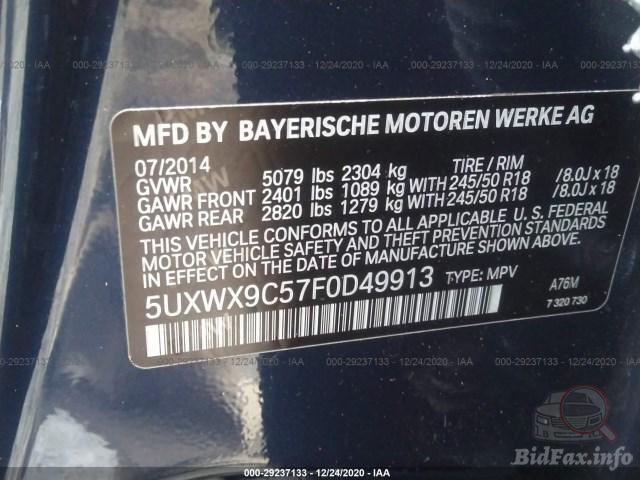 000-29237133 - 12/24/2020 - IAA
MFD BY BAYERISCHE MOTOREN WERKE AG
07/2014
GVWR 5079 lbs 2304 kg TIRE / RIM
GAWR FRONT 2401 lbs 1089 kg WITH 245/50 R18 /8.0J x 18
GAWR REAR 2820 lbs 1279 kg WITH 245/50 R18 /8.0J x 18
THIS VEHICLE CONFORMS TO ALL APPLICABLE U. S. FEDERAL
MOTOR VEHICLE SAFETY AND THEFT PREVENTION STANDARDS
IN EFFECT ON THE DATE OF MANUFACTURE SHOWN ABOVE.
5UXWX9C57F0D49913 TYPE: MPV A76M
7 320 730
000-29237133 - 12/24/2020 - IAA
BidFax.info
000-29237133 - 12/24/2020 - IAA